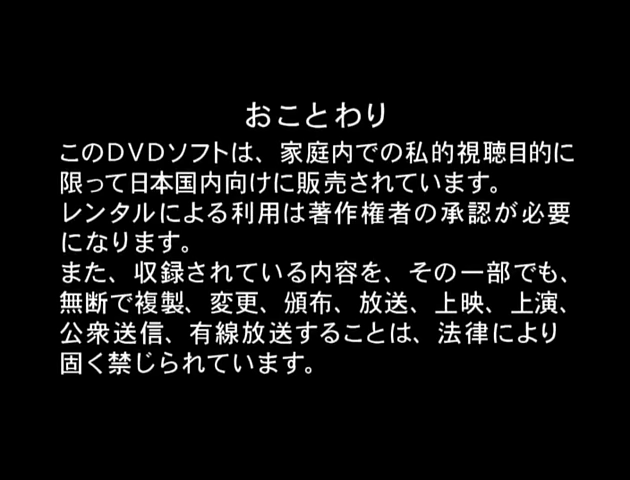 おことわり
このDVDソフトは、家庭内での私的視聴目的に
限って日本国内向けに販売されています。
レンタルによる利用は著作権者の承認が必要
になります。
また、収録されている内容を、その一部でも、
無断で複製、変更、頒布、放送、上映、上演、
公衆送信、有線放送することは、法律により
固く禁じられています。